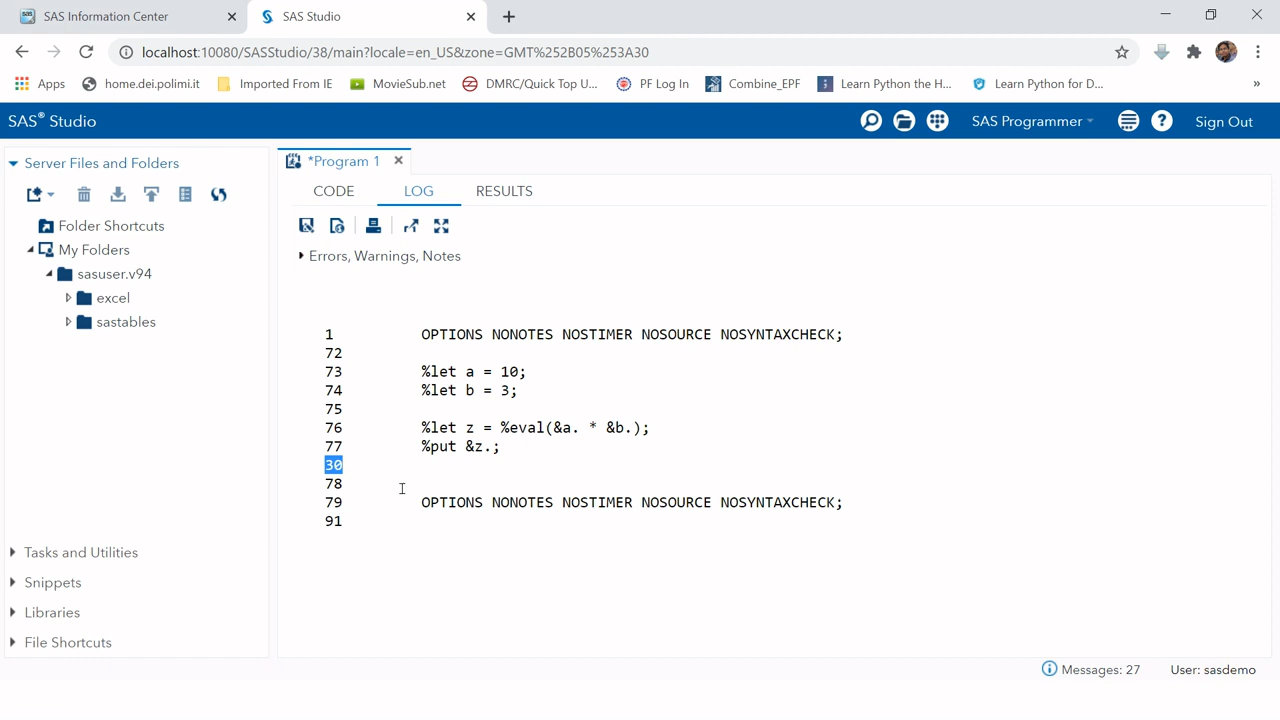 SAS Information Center
SAS Studio
localhost:10080/SASStudio/38/main?locale=en_US&zone=GMT%252B05%253A30
Apps
home.dei.polimi.it
Imported From IE
MovieSub.net
DMRC/Quick Top U...
PF Log In
Combine_EPF
Learn Python the H...
Learn Python for D...
»
SAS® Studio
SAS Programmer
Sign Out
Server Files and Folders
*Program 1
CODE
LOG
RESULTS
Folder Shortcuts
My Folders
sasuser.v94
excel
sastables
Errors, Warnings, Notes
1 OPTIONS NONOTES NOSTIMER NOSOURCE NOSYNTAXCHECK;
72
73 %let a = 10;
74 %let b = 3;
75
76 %let z = %eval(&a. * &b.);
77 %put &z.;
30
78
79 OPTIONS NONOTES NOSTIMER NOSOURCE NOSYNTAXCHECK;
91
Tasks and Utilities
Snippets
Libraries
File Shortcuts
Messages: 27
User: sasdemo